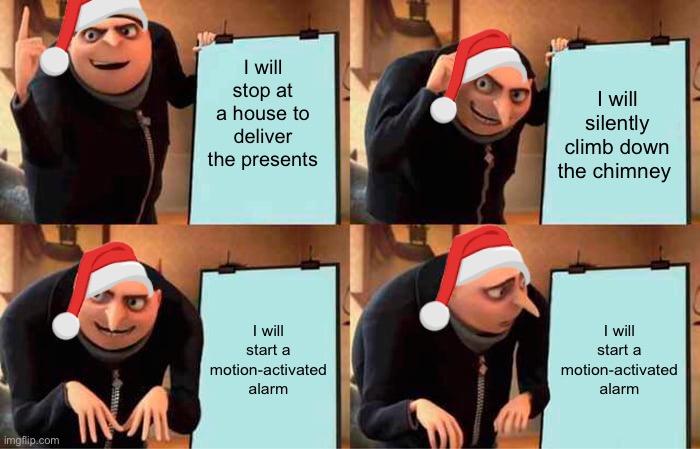 I will
stop at
a house to
deliver
the presents
I will
silently
climb down
the chimney
I will
start a
motion-activated
alarm
I will
start a
motion-activated
alarm
imgflip.com